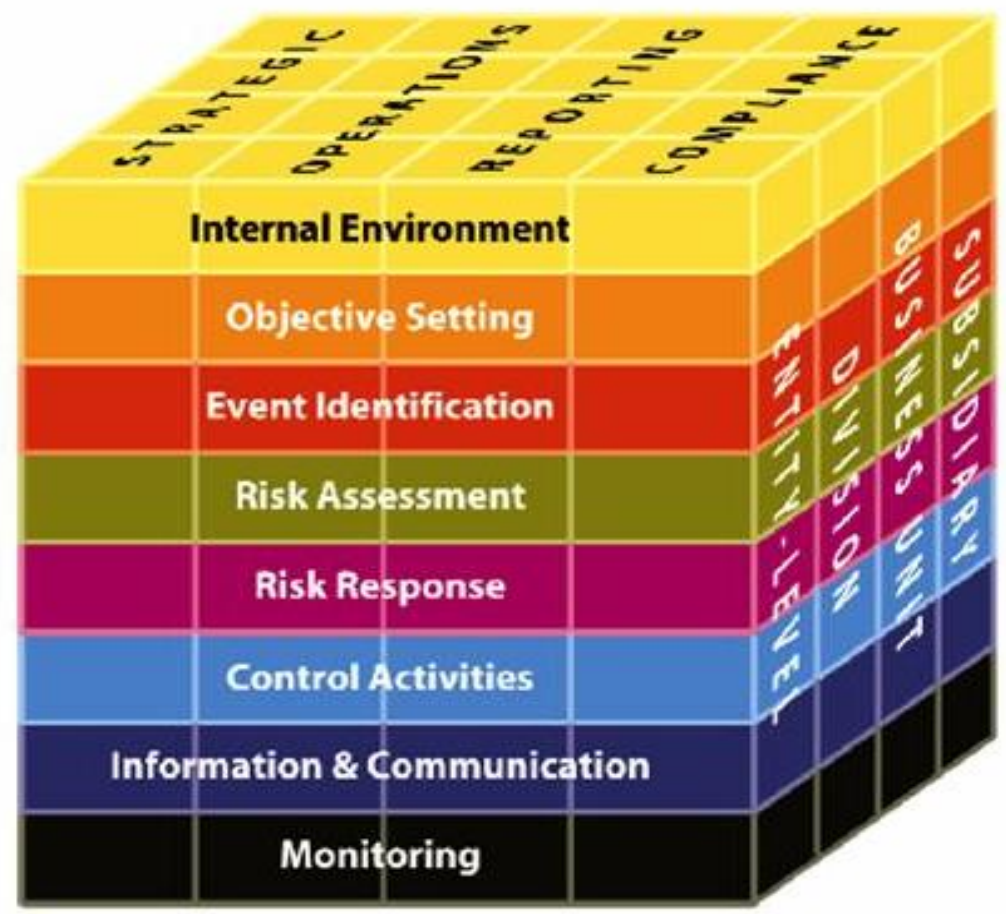 STRATEGIC
OPERATIONS
REPORTING
COMPLIANCE
Internal Environment
Objective Setting
Event Identification
Risk Assessment
Risk Response
Control Activities
Information & Communication
Monitoring
ENTITY-LEVEL
DIVISION
BUSINESS UNIT
SUBSIDIARY